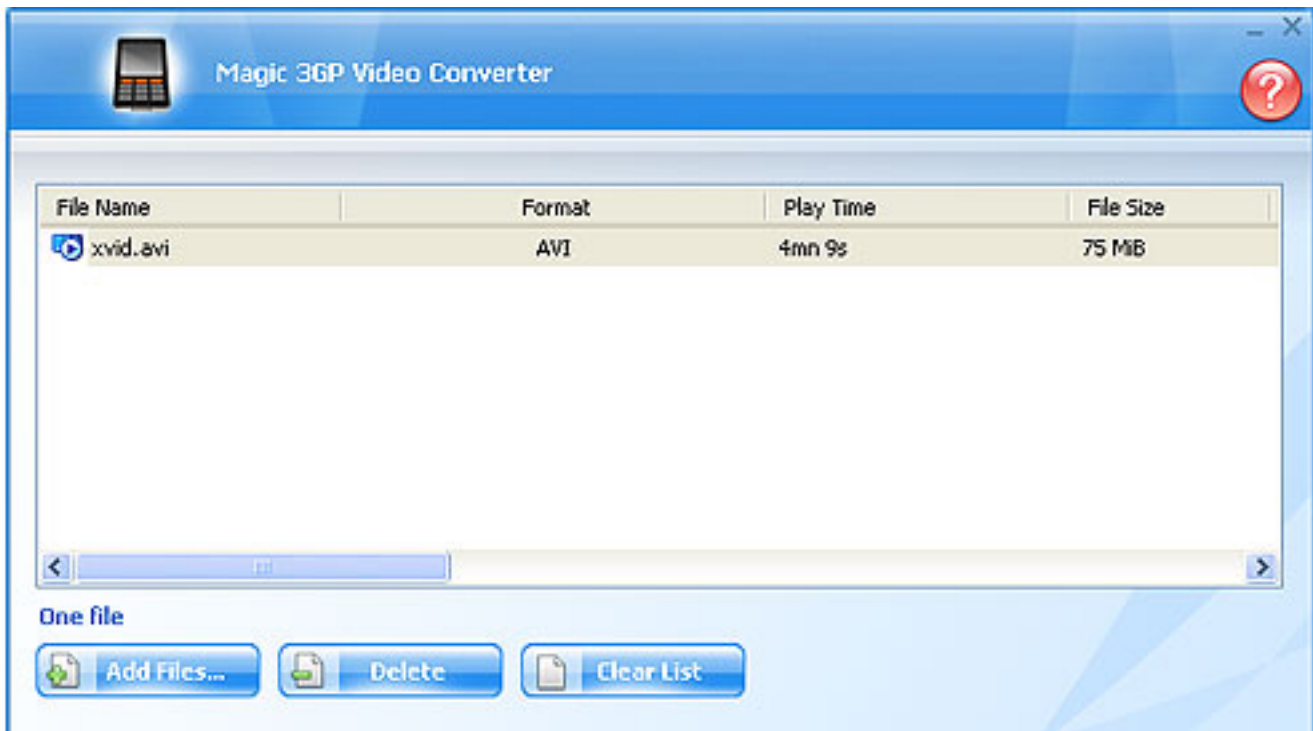 Magic 3GP Video Converter
File Name Format Play Time File Size
xvid.avi AVI 4mn 9s 75 MiB
One file
Add Files... Delete Clear List